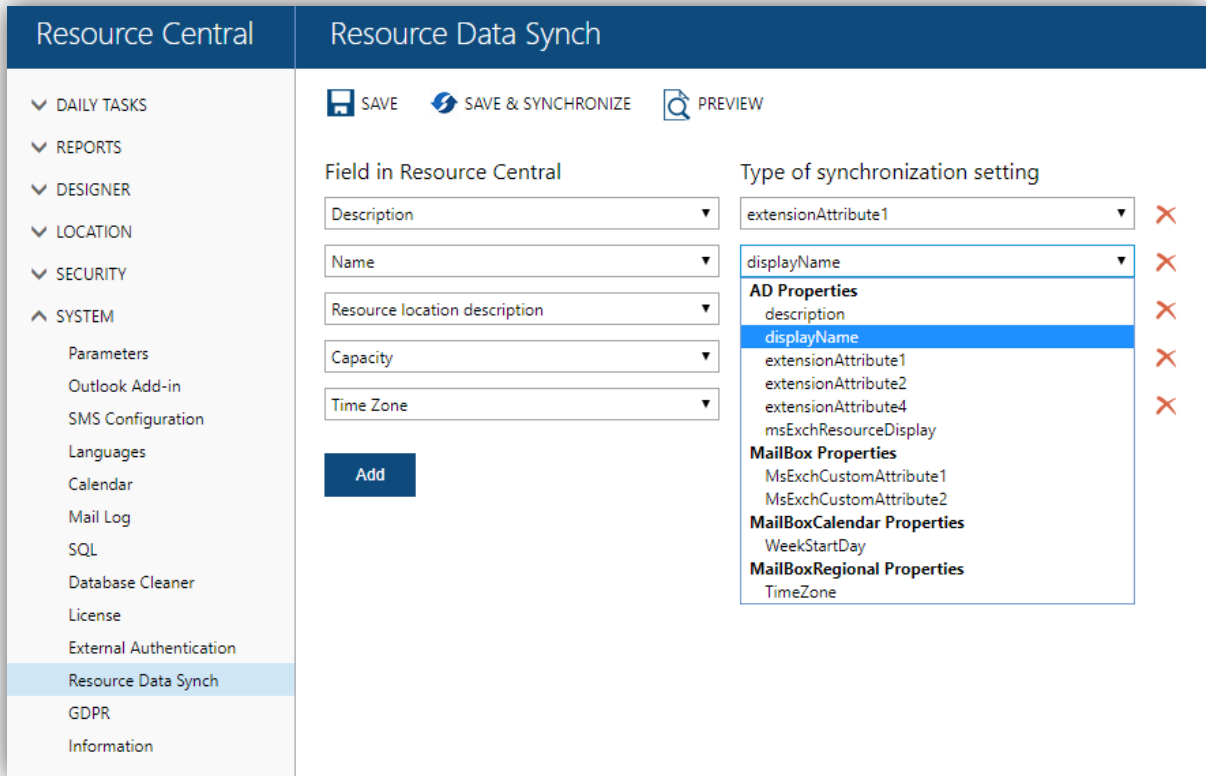 Resource Central
Resource Data Synch
DAILY TASKS
REPORTS
DESIGNER
LOCATION
SECURITY
SYSTEM
Parameters
Outlook Add-in
SMS Configuration
Languages
Calendar
Mail Log
SQL
Database Cleaner
License
External Authentication
Resource Data Synch
GDPR
Information
SAVE
SAVE & SYNCHRONIZE
PREVIEW
Field in Resource Central
Type of synchronization setting
Description
extensionAttribute1
Name
displayName
Resource location description
Capacity
Time Zone
Add
AD Properties
description
displayName
extensionAttribute1
extensionAttribute2
extensionAttribute4
msExchResourceDisplay
MailBox Properties
MsExchCustomAttribute1
MsExchCustomAttribute2
MailBoxCalendar Properties
WeekStartDay
MailBoxRegional Properties
TimeZone